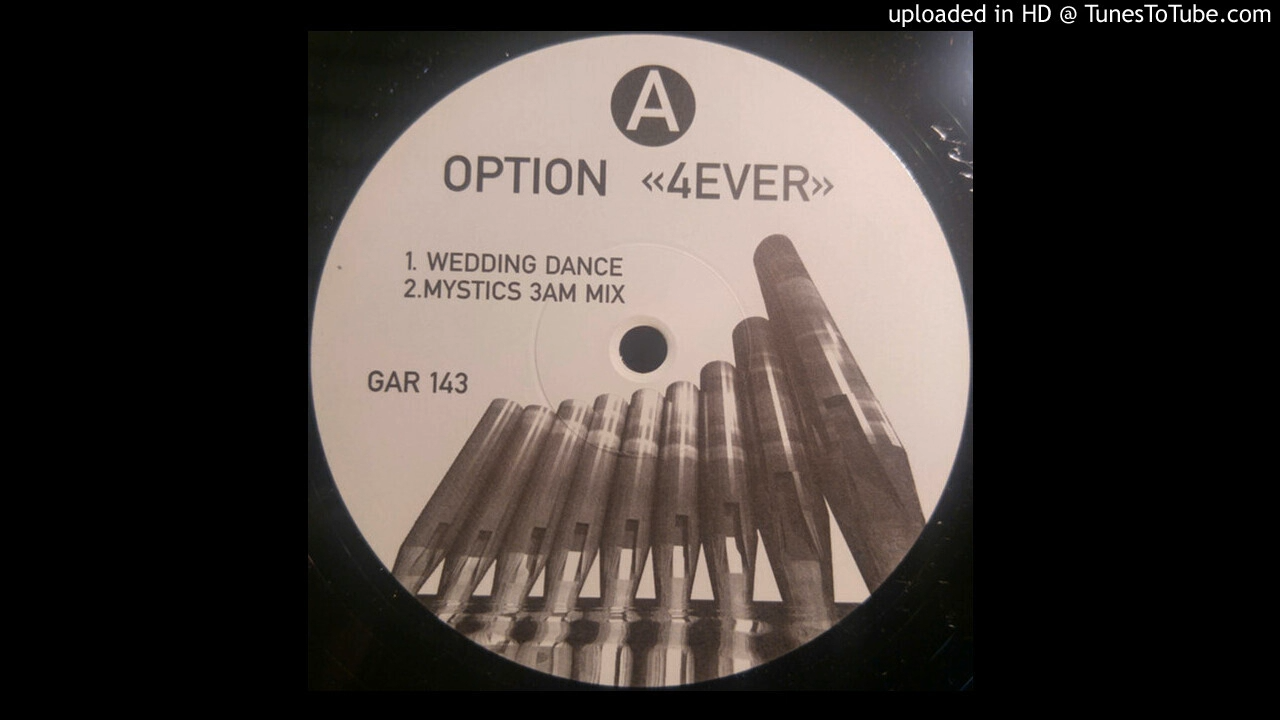 uploaded in HD @ TunesToTube.com
A
OPTION «4EVER»
1. WEDDING DANCE
2.MYSTICS 3AM MIX
GAR 143